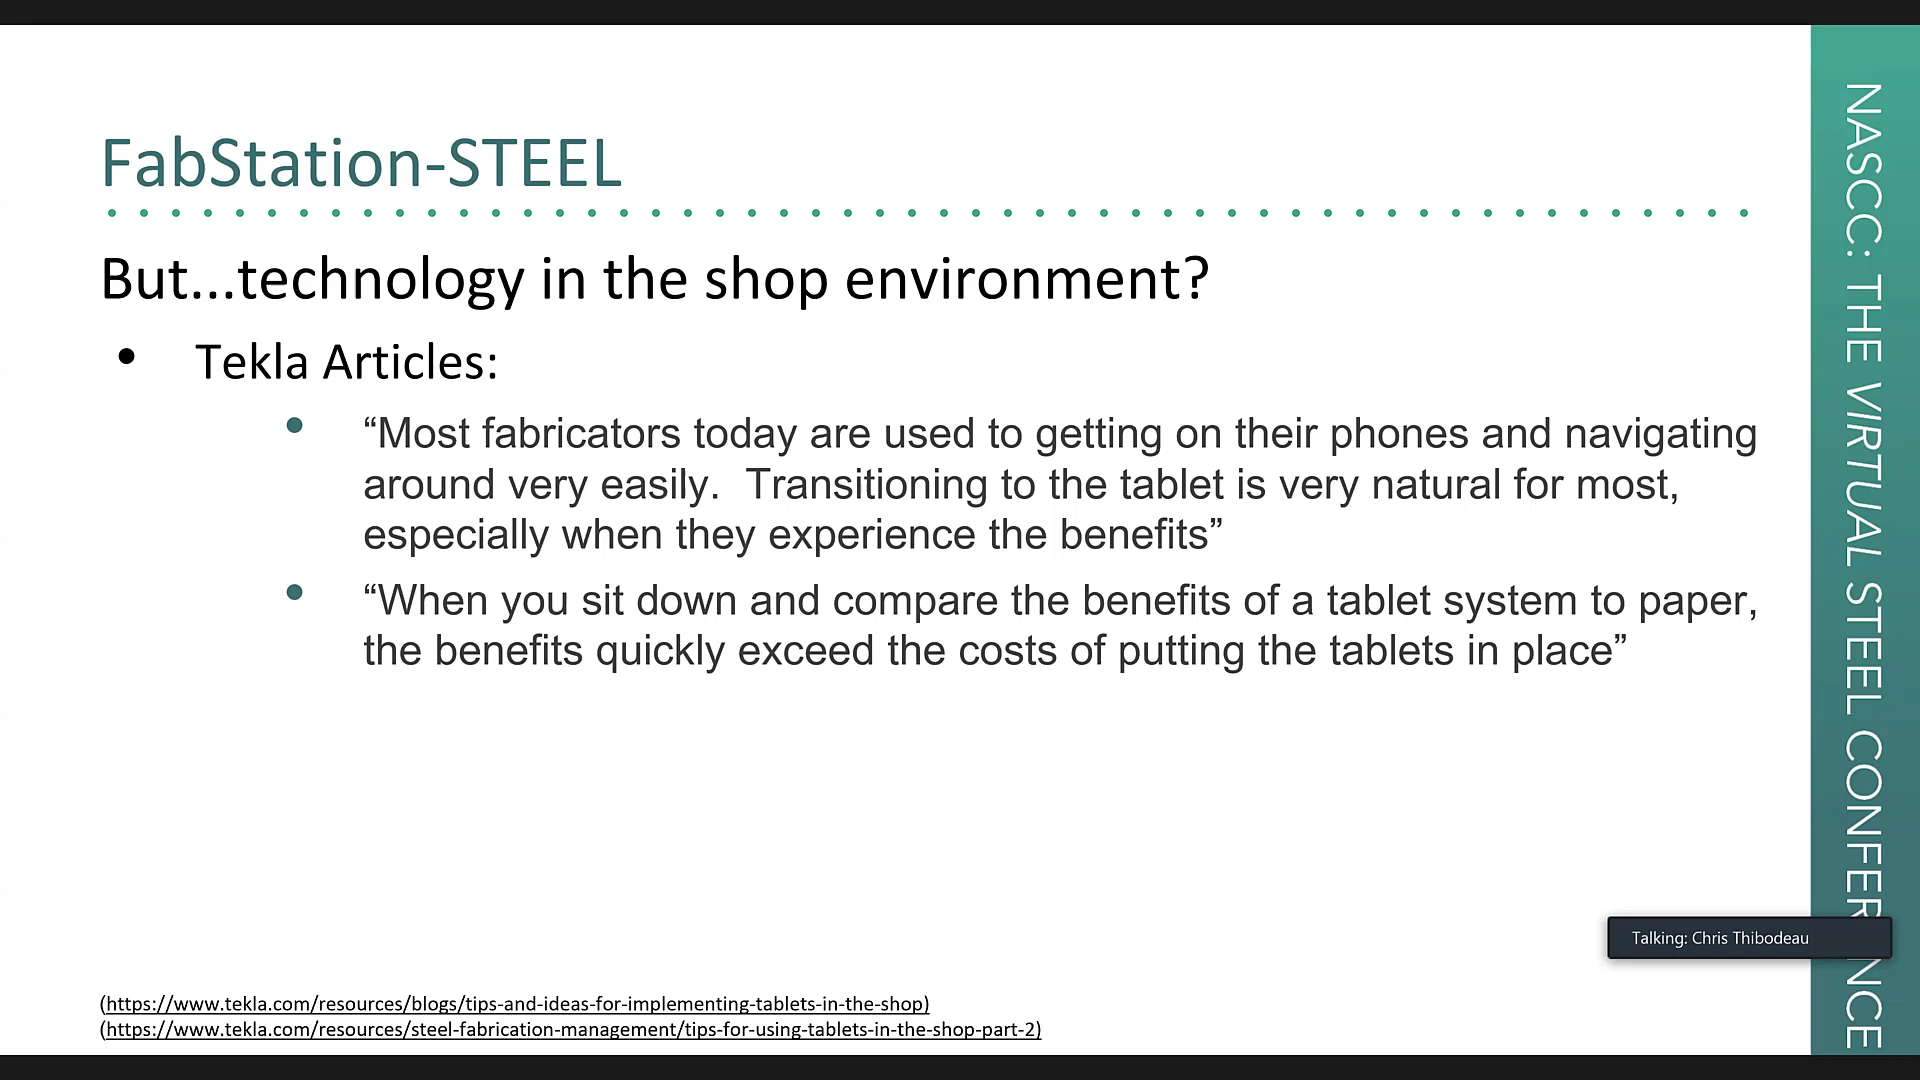 FabStation-STEEL
But...technology in the shop environment?
• Tekla Articles:
• “Most fabricators today are used to getting on their phones and navigating
around very easily.  Transitioning to the tablet is very natural for most,
especially when they experience the benefits”
• “When you sit down and compare the benefits of a tablet system to paper,
the benefits quickly exceed the costs of putting the tablets in place”
(https://www.tekla.com/resources/blogs/tips-and-ideas-for-implementing-tablets-in-the-shop)
(https://www.tekla.com/resources/steel-fabrication-management/tips-for-using-tablets-in-the-shop-part-2)
NASCC: THE VIRTUAL STEEL CONFERENCE
Talking: Chris Thibodeau